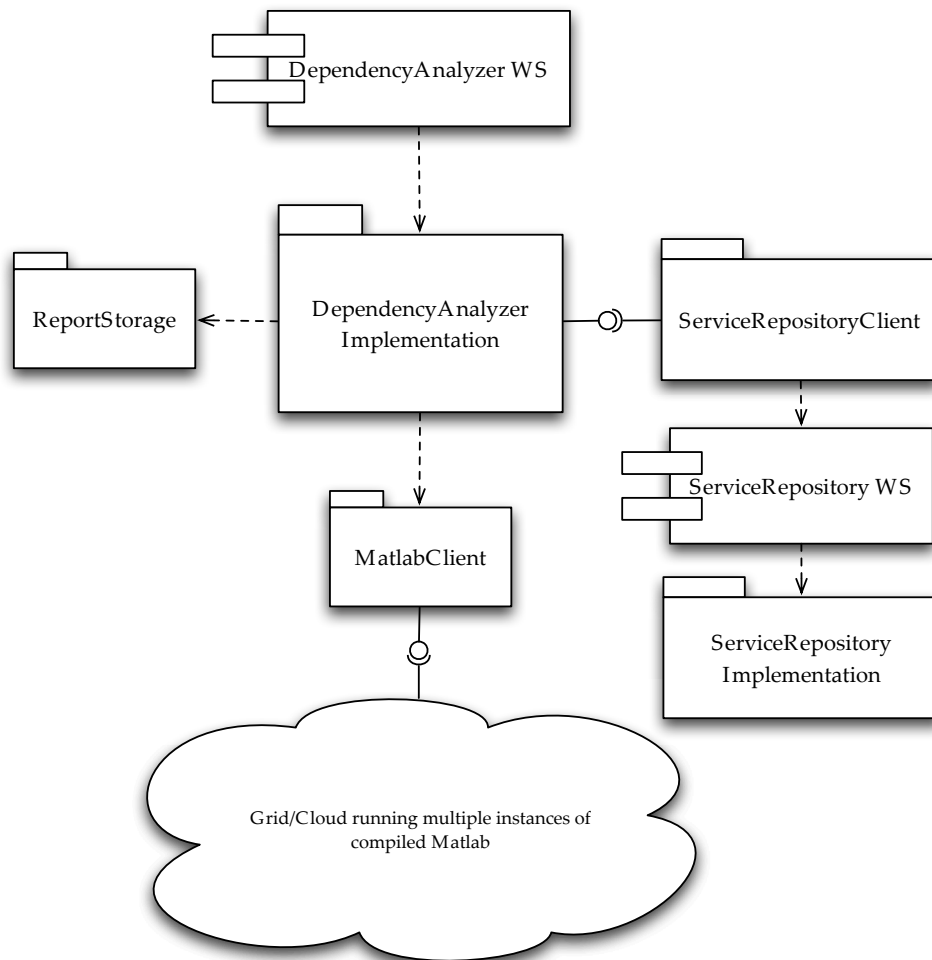 DependencyAnalyzer WS
ReportStorage
DependencyAnalyzer
Implementation
ServiceRepositoryClient
ServiceRepository WS
MatlabClient
ServiceRepository
Implementation
Grid/Cloud running multiple instances of
compiled Matlab